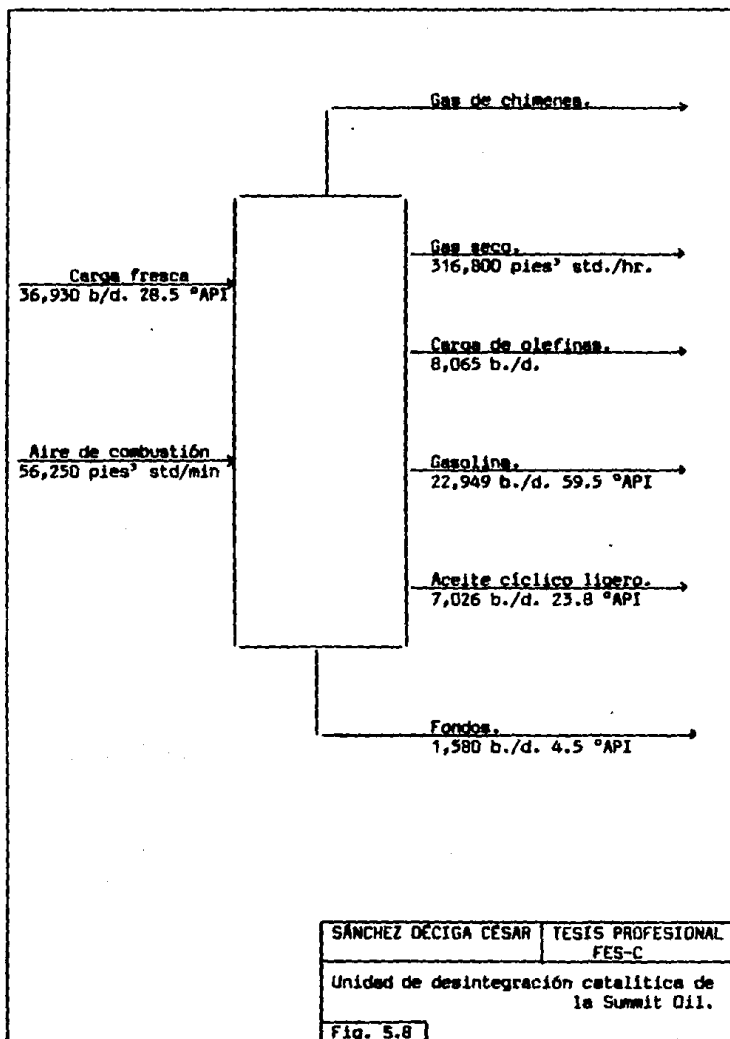 Gas de chimenea.
Gas seco.
316,800 pies³ std./hr.
Carga fresca
36,930 b/d. 28.5 °API
Carga de olefinas.
8,065 b./d.
Aire de combustión
56,250 pies³ std/min
Gasolina.
22,949 b./d. 59.5 °API
Aceite cíclico ligero.
7,026 b./d. 23.8 °API
Fondos.
1,580 b./d. 4.5 °API
SÁNCHEZ DÉCIGA CÉSAR
TESIS PROFESIONAL
FES-C
Unidad de desintegración catalítica de
la Summit Oil.
Fig. 5.8